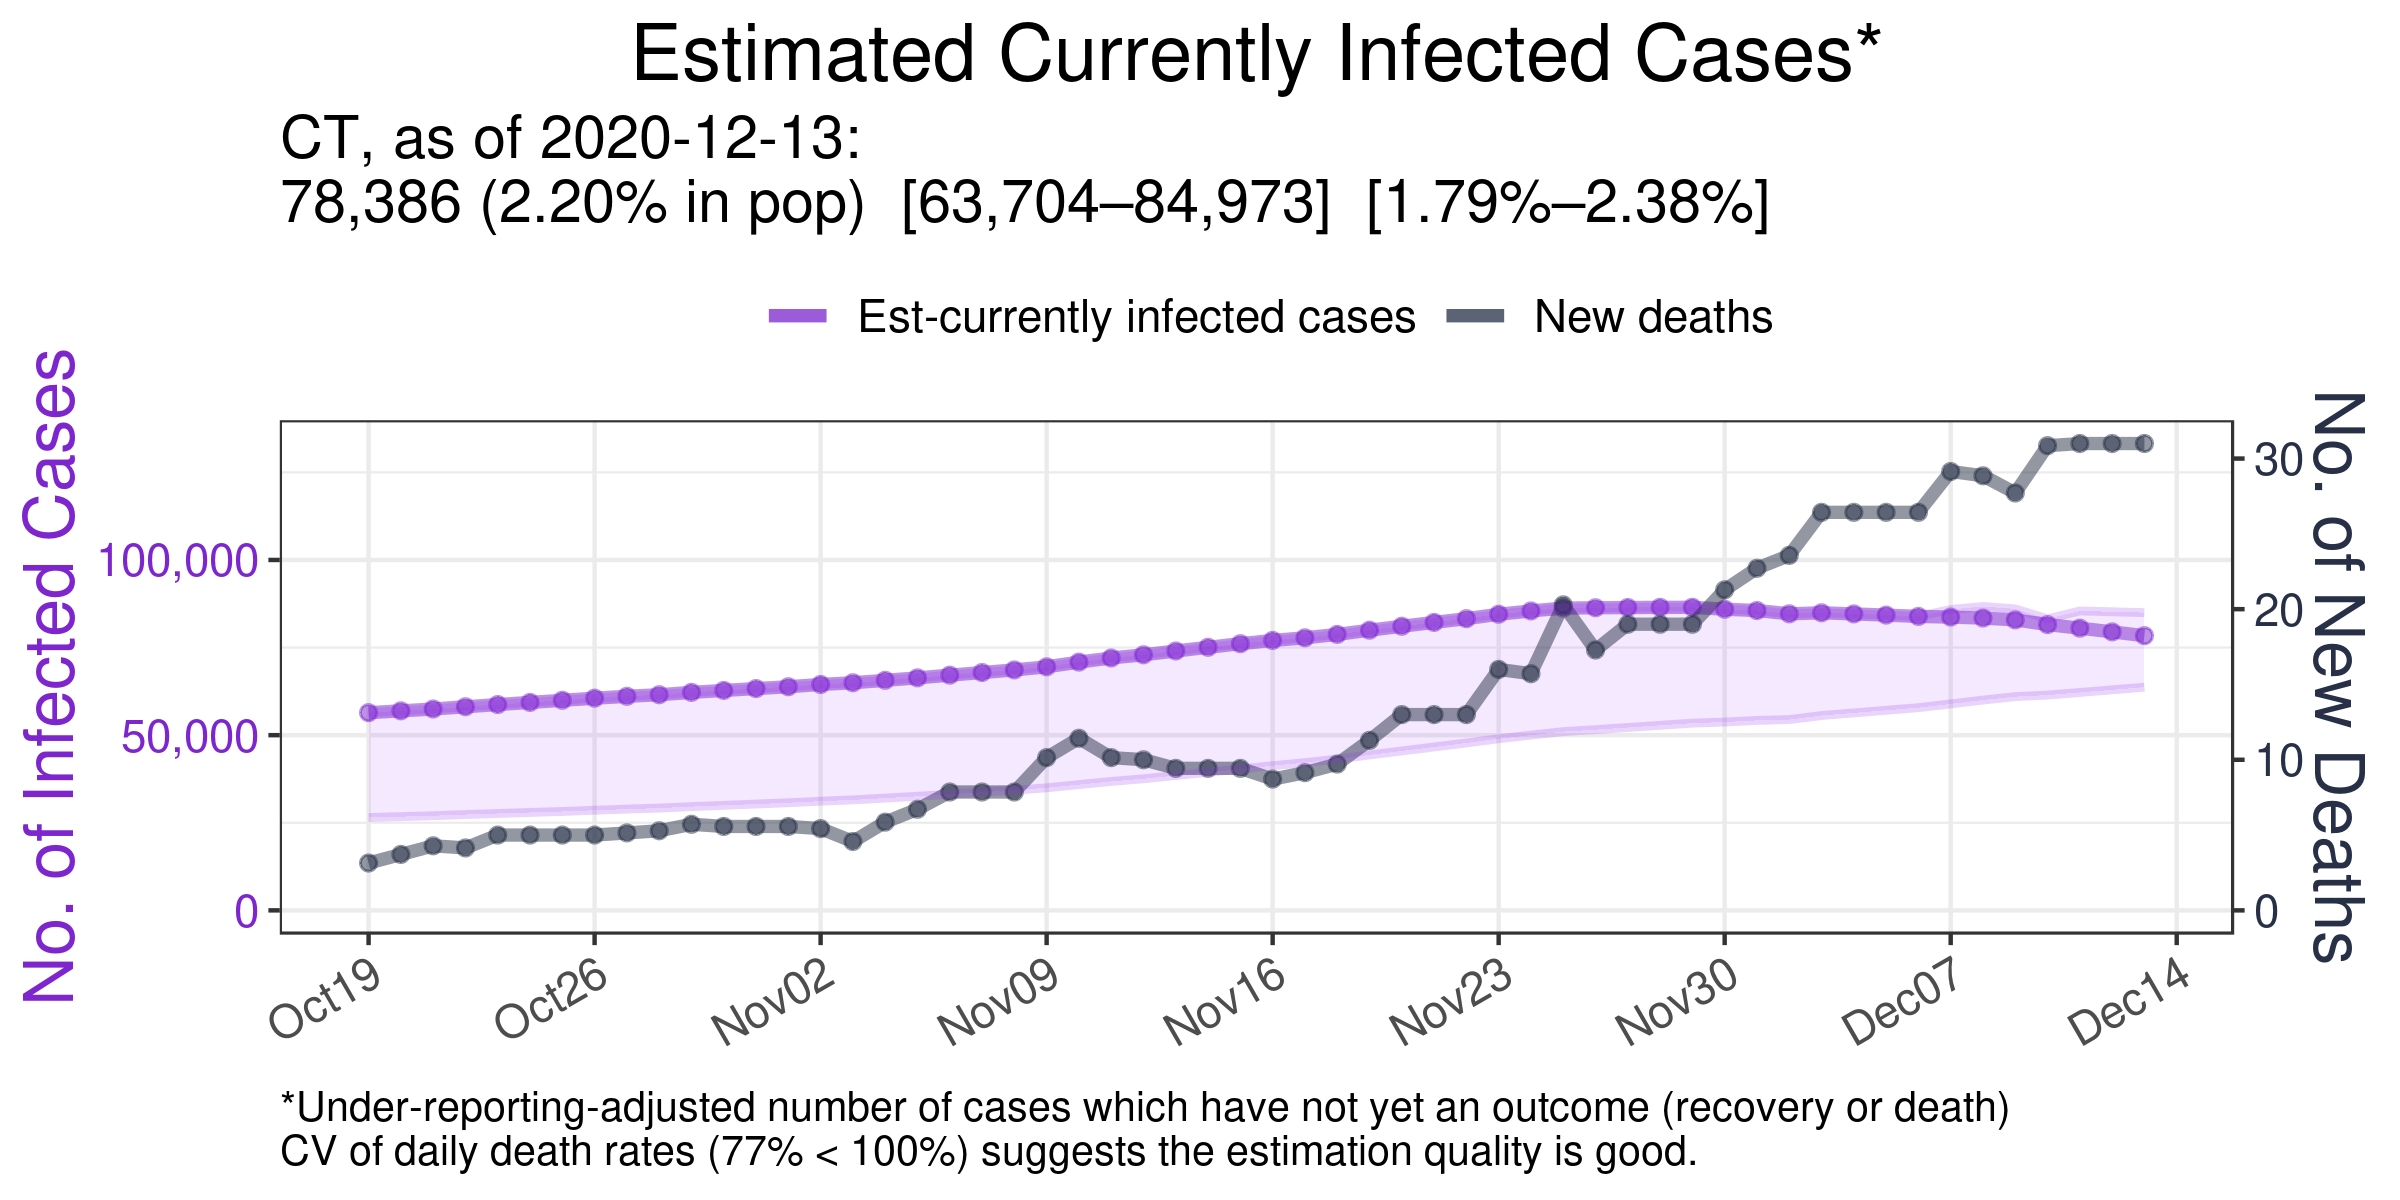 Estimated Currently Infected Cases*
CT, as of 2020-12-13:
78,386 (2.20% in pop)  [63,704–84,973]  [1.79%–2.38%]
Est-currently infected cases
New deaths
No. of Infected Cases
100,000
50,000
0
30
20
10
0
No. of New Deaths
Oct19
Oct26
Nov02
Nov09
Nov16
Nov23
Nov30
Dec07
Dec14
*Under-reporting-adjusted number of cases which have not yet an outcome (recovery or death)
CV of daily death rates (77% < 100%) suggests the estimation quality is good.